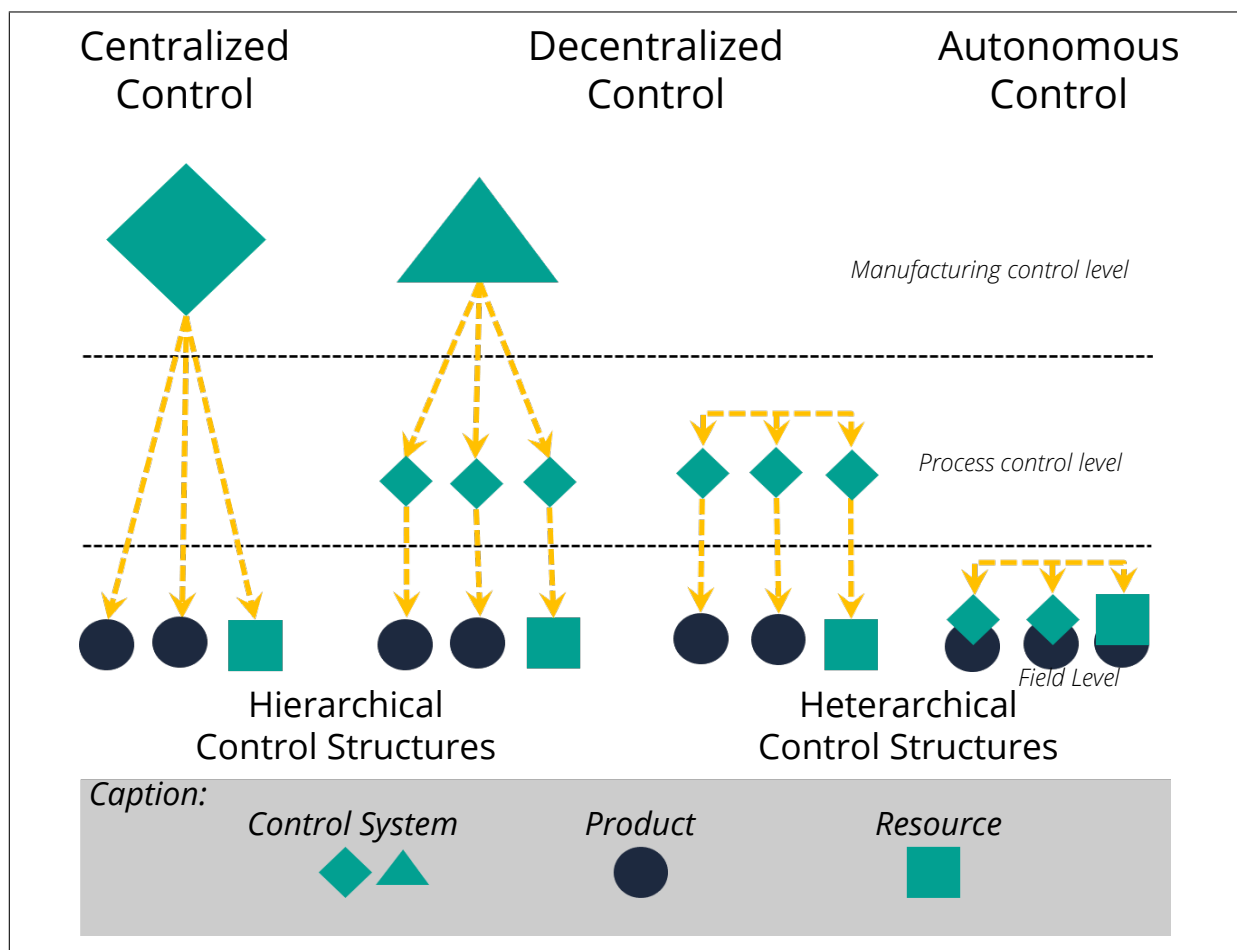 Centralized
Control
Decentralized
Control
Autonomous
Control
Manufacturing control level
Process control level
Field Level
Hierarchical
Control Structures
Heterarchical
Control Structures
Caption:
Control System
Product
Resource